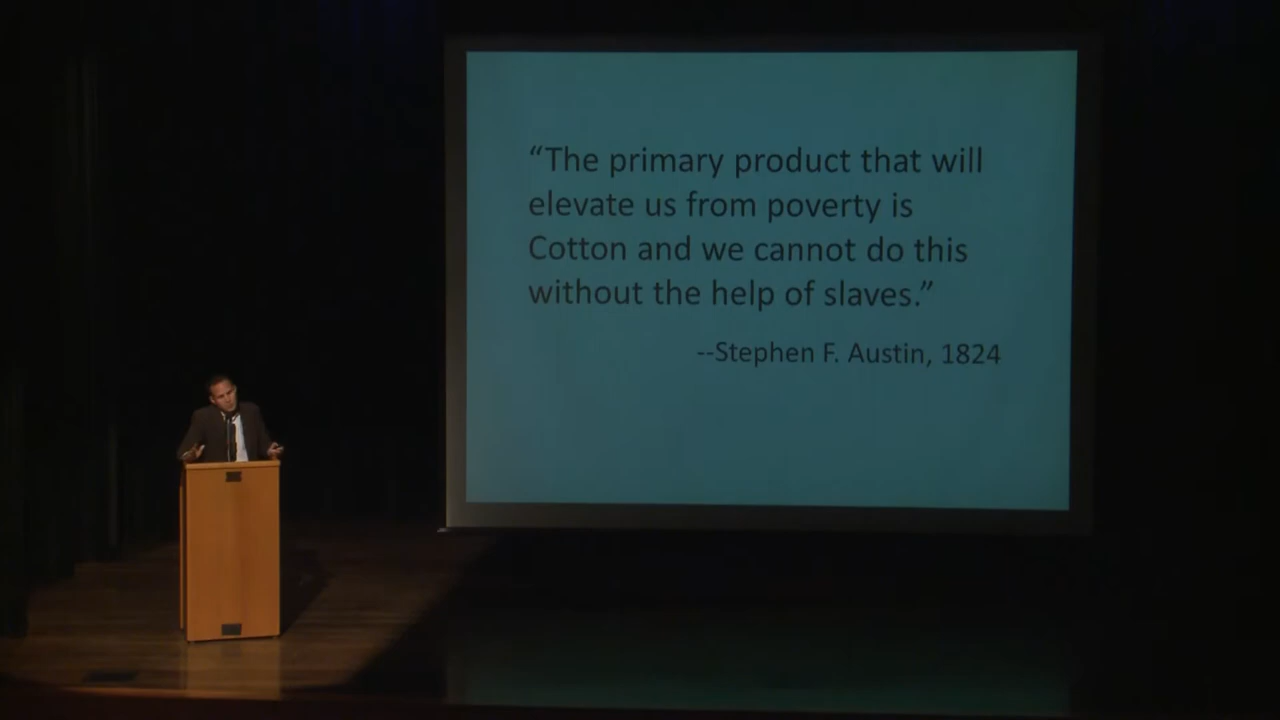 “The primary product that will
elevate us from poverty is
Cotton and we cannot do this
without the help of slaves.”
--Stephen F. Austin, 1824